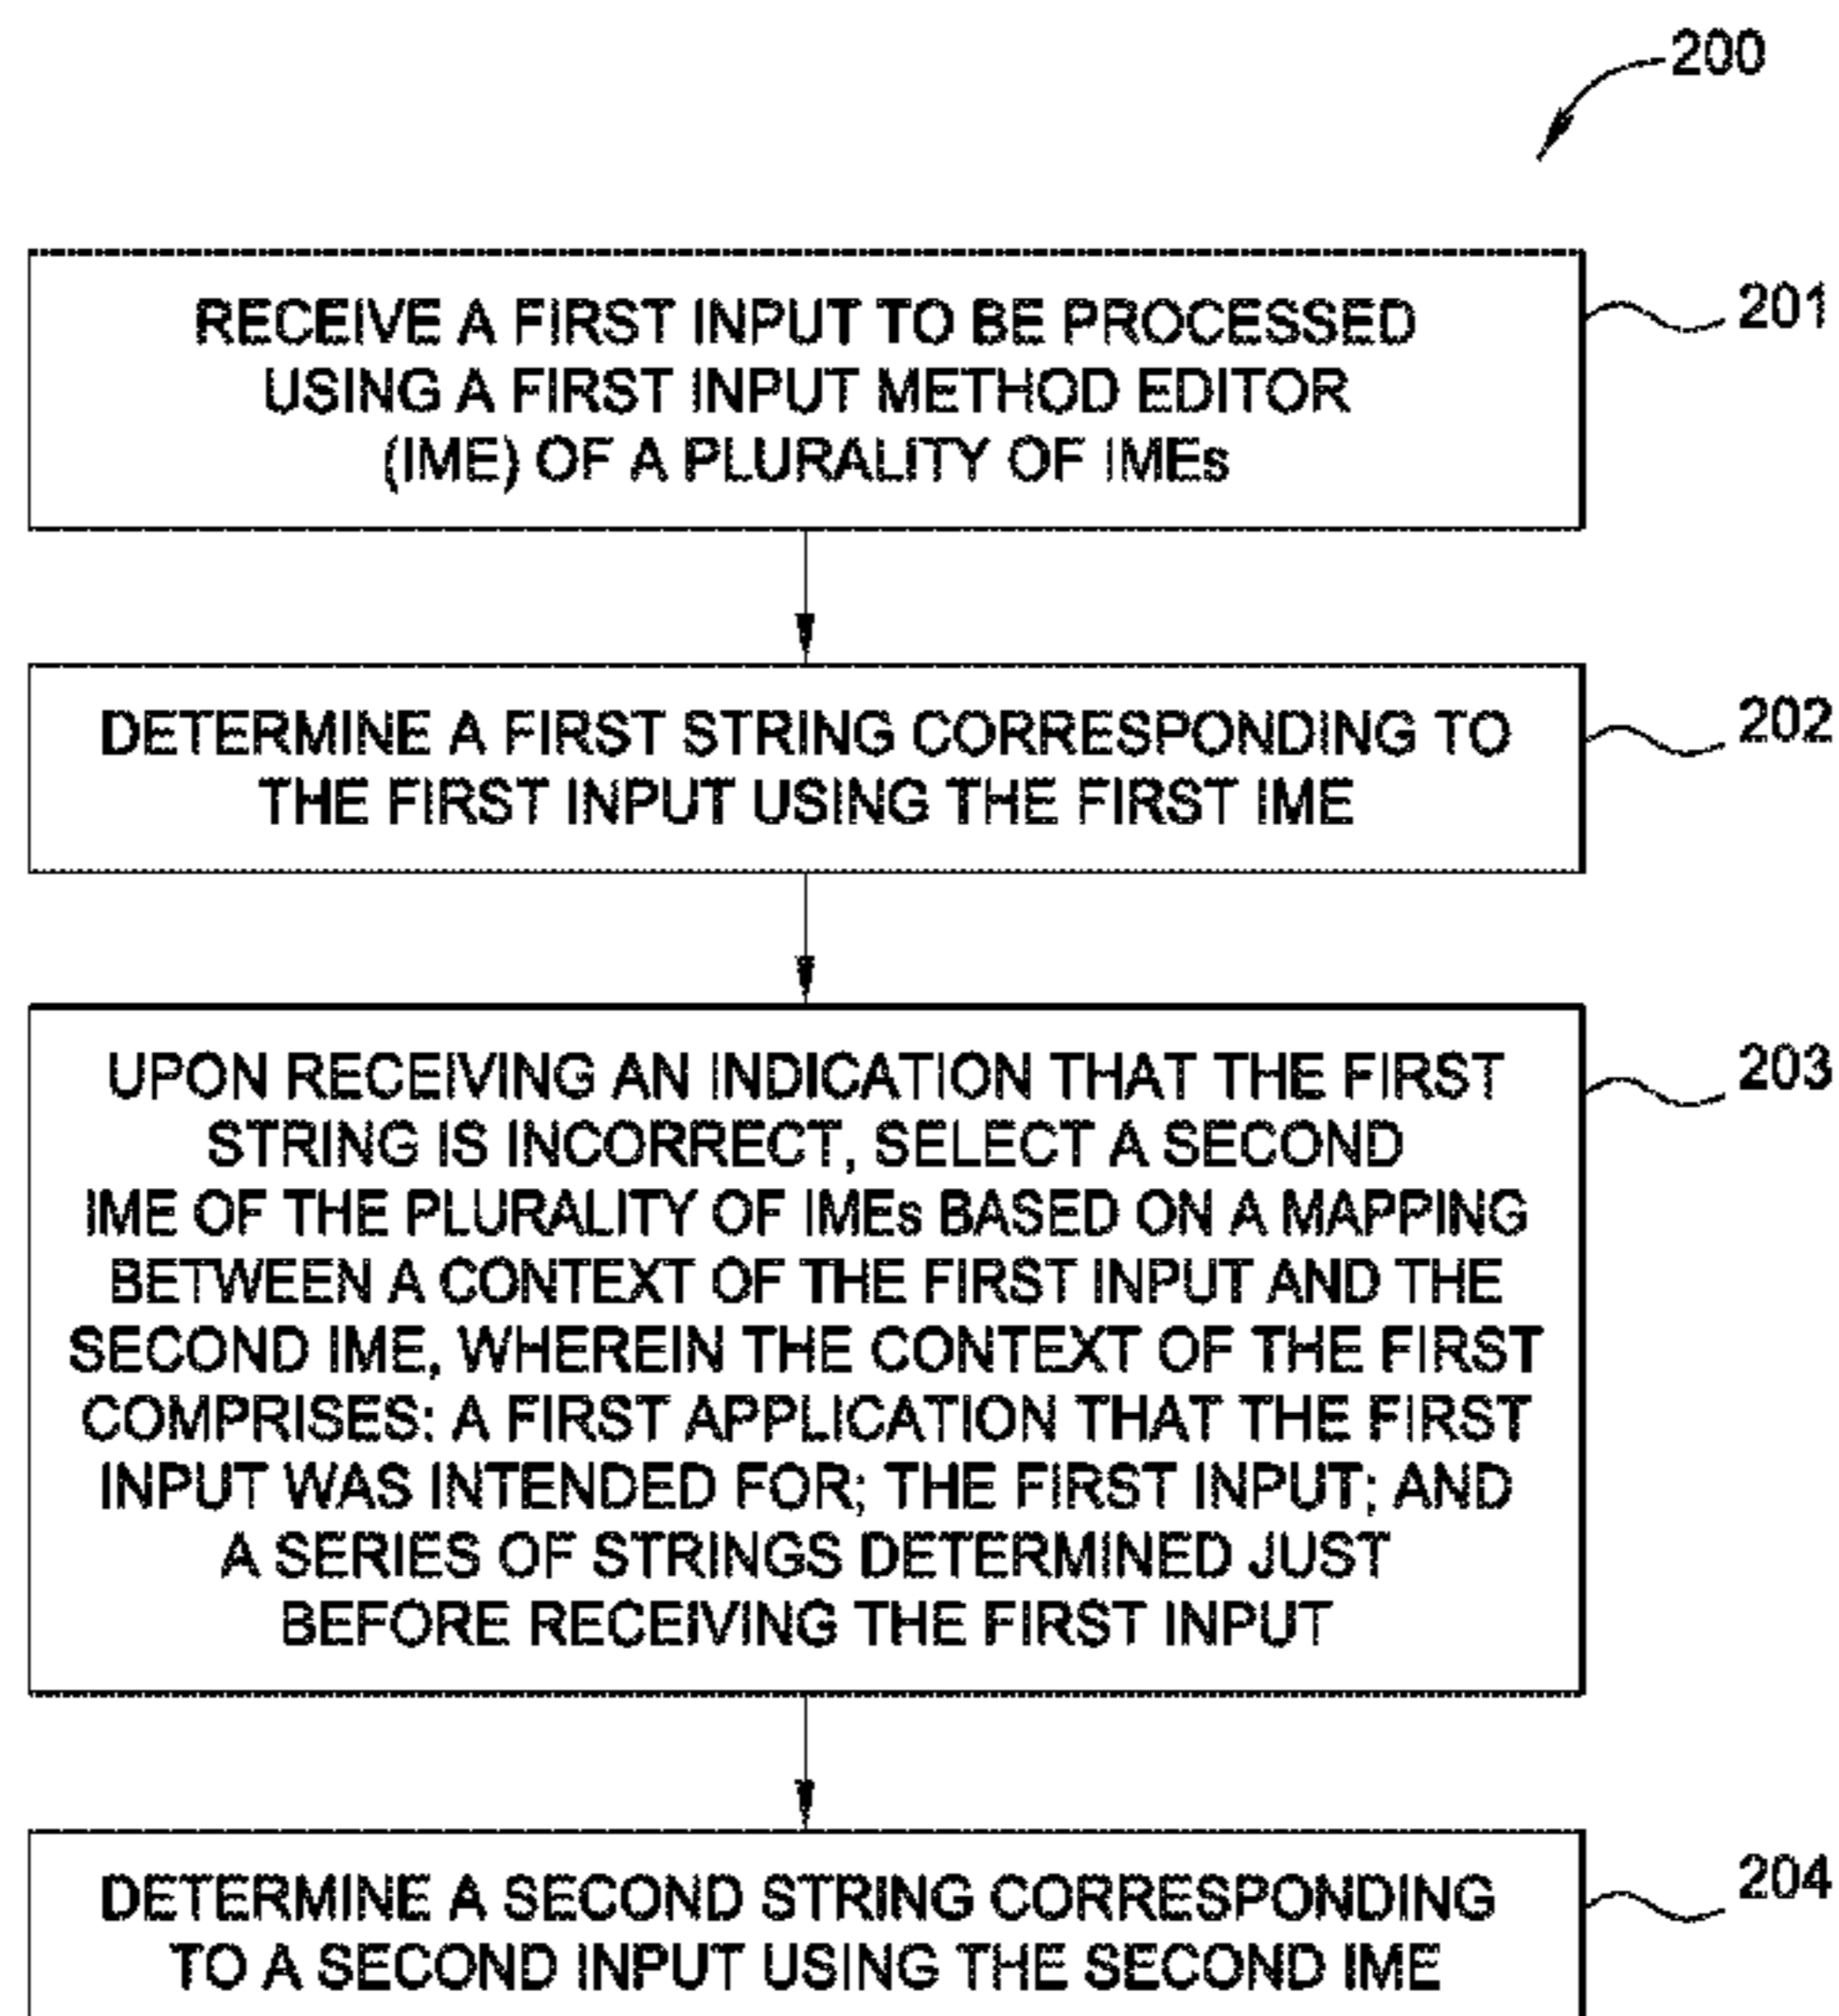 200
RECEIVE A FIRST INPUT TO BE PROCESSED
USING A FIRST INPUT METHOD EDITOR
(IME) OF A PLURALITY OF IMEs
201
DETERMINE A FIRST STRING CORRESPONDING TO
THE FIRST INPUT USING THE FIRST IME
202
UPON RECEIVING AN INDICATION THAT THE FIRST
STRING IS INCORRECT, SELECT A SECOND
IME OF THE PLURALITY OF IMEs BASED ON A MAPPING
BETWEEN A CONTEXT OF THE FIRST INPUT AND THE
SECOND IME, WHEREIN THE CONTEXT OF THE FIRST
COMPRISES: A FIRST APPLICATION THAT THE FIRST
INPUT WAS INTENDED FOR; THE FIRST INPUT; AND
A SERIES OF STRINGS DETERMINED JUST
BEFORE RECEIVING THE FIRST INPUT
203
DETERMINE A SECOND STRING CORRESPONDING
TO A SECOND INPUT USING THE SECOND IME
204